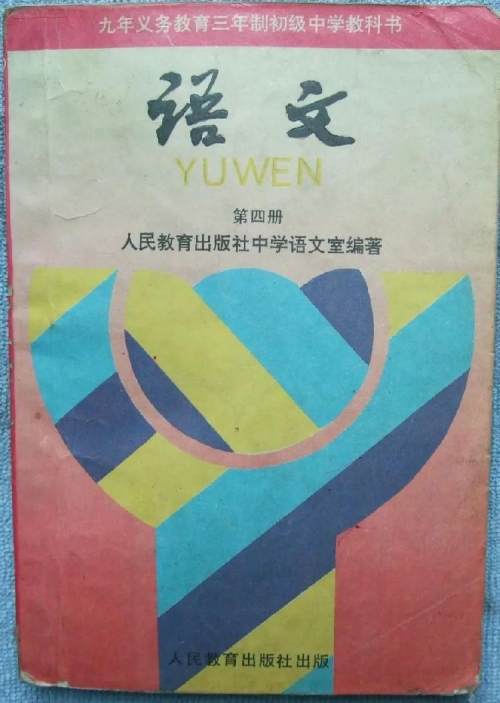 九年义务教育三年制初级中学教科书
语文
YUWEN
第四册
人民教育出版社中学语文室编著
人民教育出版社出版